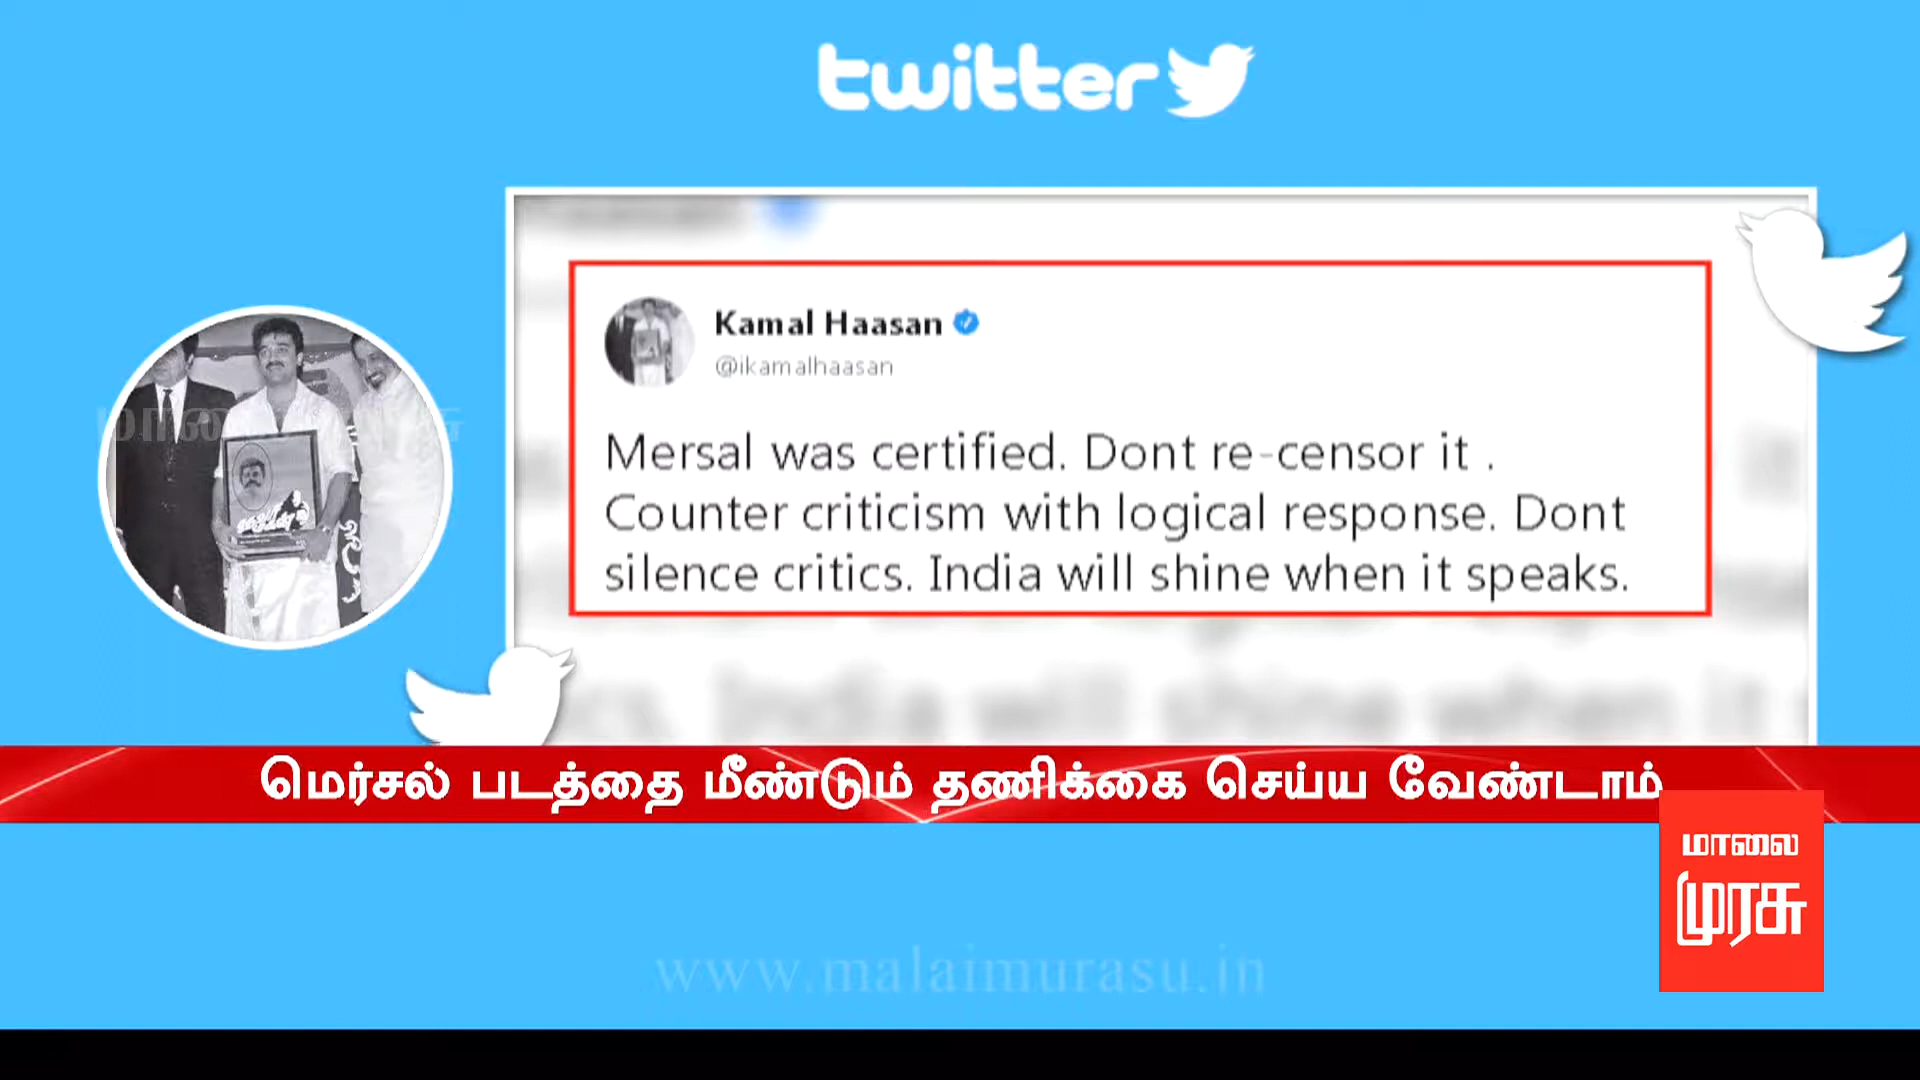 twitter
Kamal Haasan
@ikamalhaasan
Mersal was certified. Dont re-censor it .
Counter criticism with logical response. Dont
silence critics. India will shine when it speaks.
மெர்சல் படத்தை மீண்டும் தணிக்கை செய்ய வேண்டாம்
மாலை
முரசு
www.malaimurasu.in